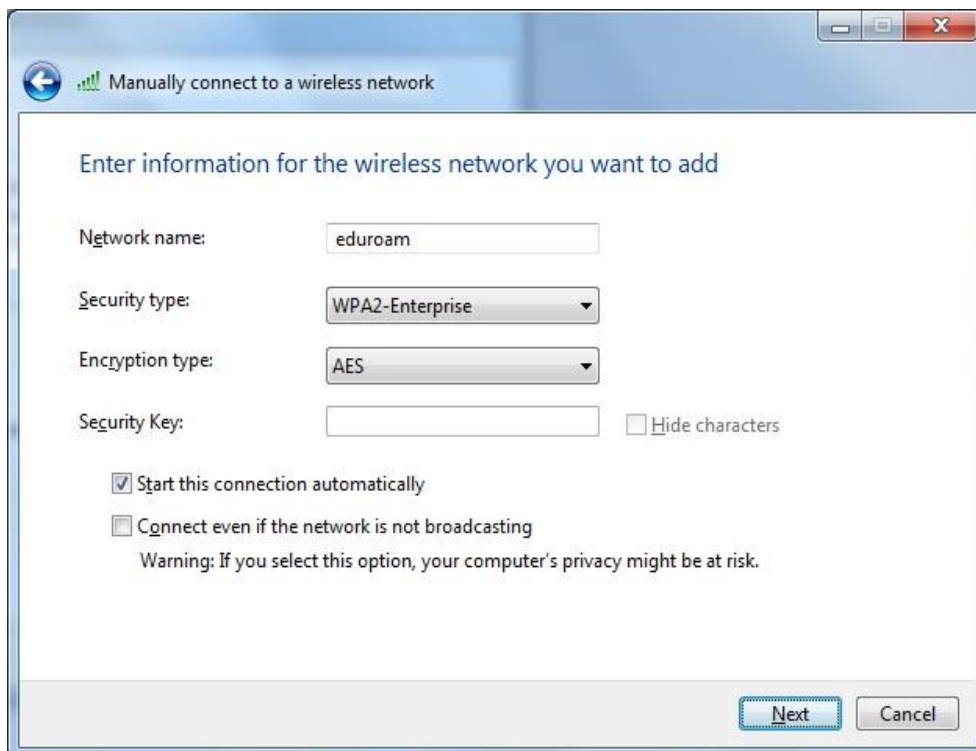 Manually connect to a wireless network
Enter information for the wireless network you want to add
Network name: eduroam
Security type: WPA2-Enterprise
Encryption type: AES
Security Key: Hide characters
Start this connection automatically
Connect even if the network is not broadcasting
Warning: If you select this option, your computer's privacy might be at risk.
Next Cancel